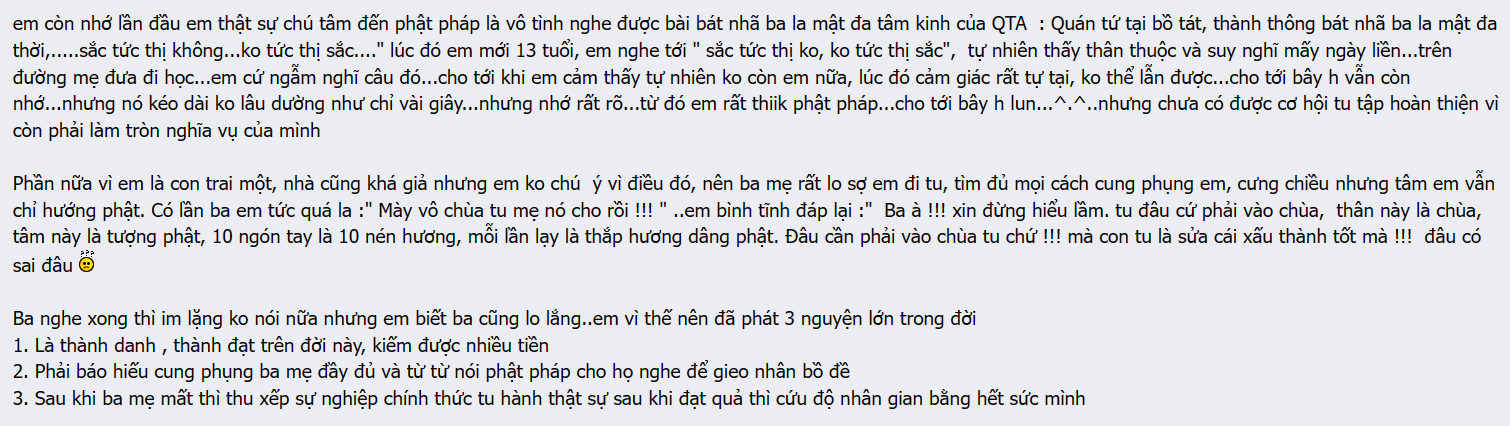 em còn nhớ lần đầu em thật sự chú tâm đến phật pháp là vô tình nghe được bài bát nhã ba la mật đa tâm kinh của QTA : Quán tứ tại bồ tát, thành thông bát nhã ba la mật đa
thời,.....sắc tức thị không...ko tức thị sắc...." lúc đó em mới 13 tuổi, em nghe tới " sắc tức thị ko, ko tức thị sắc", tự nhiên thấy thân thuộc và suy nghĩ mấy ngày liền...trên
đường mẹ đưa đi học...em cứ ngẫm nghĩ câu đó...cho tới khi em cảm thấy tự nhiên ko còn em nữa, lúc đó cảm giác rất tự tại, ko thể lẫn được...cho tới bây h vẫn còn
nhớ...nhưng nó kéo dài ko lâu dường như chỉ vài giây...nhưng nhớ rất rõ...từ đó em rất thiik phật pháp...cho tới bây h lun...^.^..nhưng chưa có được cơ hội tu tập hoàn thiện vì
còn phải làm tròn nghĩa vụ của mình
Phần nữa vì em là con trai một, nhà cũng khá giả nhưng em ko chú ý vì điều đó, nên ba mẹ rất lo sợ em đi tu, tìm đủ mọi cách cung phụng em, cưng chiều nhưng tâm em vẫn
chỉ hướng phật. Có lần ba em tức quá la :" Mày vô chùa tu mẹ nó cho rồi !!! " ..em bình tĩnh đáp lại :" Ba à !!! xin đừng hiểu lầm. tu đâu cứ phải vào chùa, thân này là chùa,
tâm này là tượng phật, 10 ngón tay là 10 nén hương, mỗi lần lạy là thắp hương dâng phật. Đâu cần phải vào chùa tu chứ !!! mà con tu là sửa cái xấu thành tốt mà !!! đâu có
sai đâu
Ba nghe xong thì im lặng ko nói nữa nhưng em biết ba cũng lo lắng..em vì thế nên đã phát 3 nguyện lớn trong đời
1. Là thành danh , thành đạt trên đời này, kiếm được nhiều tiền
2. Phải báo hiếu cung phụng ba mẹ đầy đủ và từ từ nói phật pháp cho họ nghe để gieo nhân bồ đề
3. Sau khi ba mẹ mất thì thu xếp sự nghiệp chính thức tu hành thật sự sau khi đạt quả thì cứu độ nhân gian bằng hết sức mình